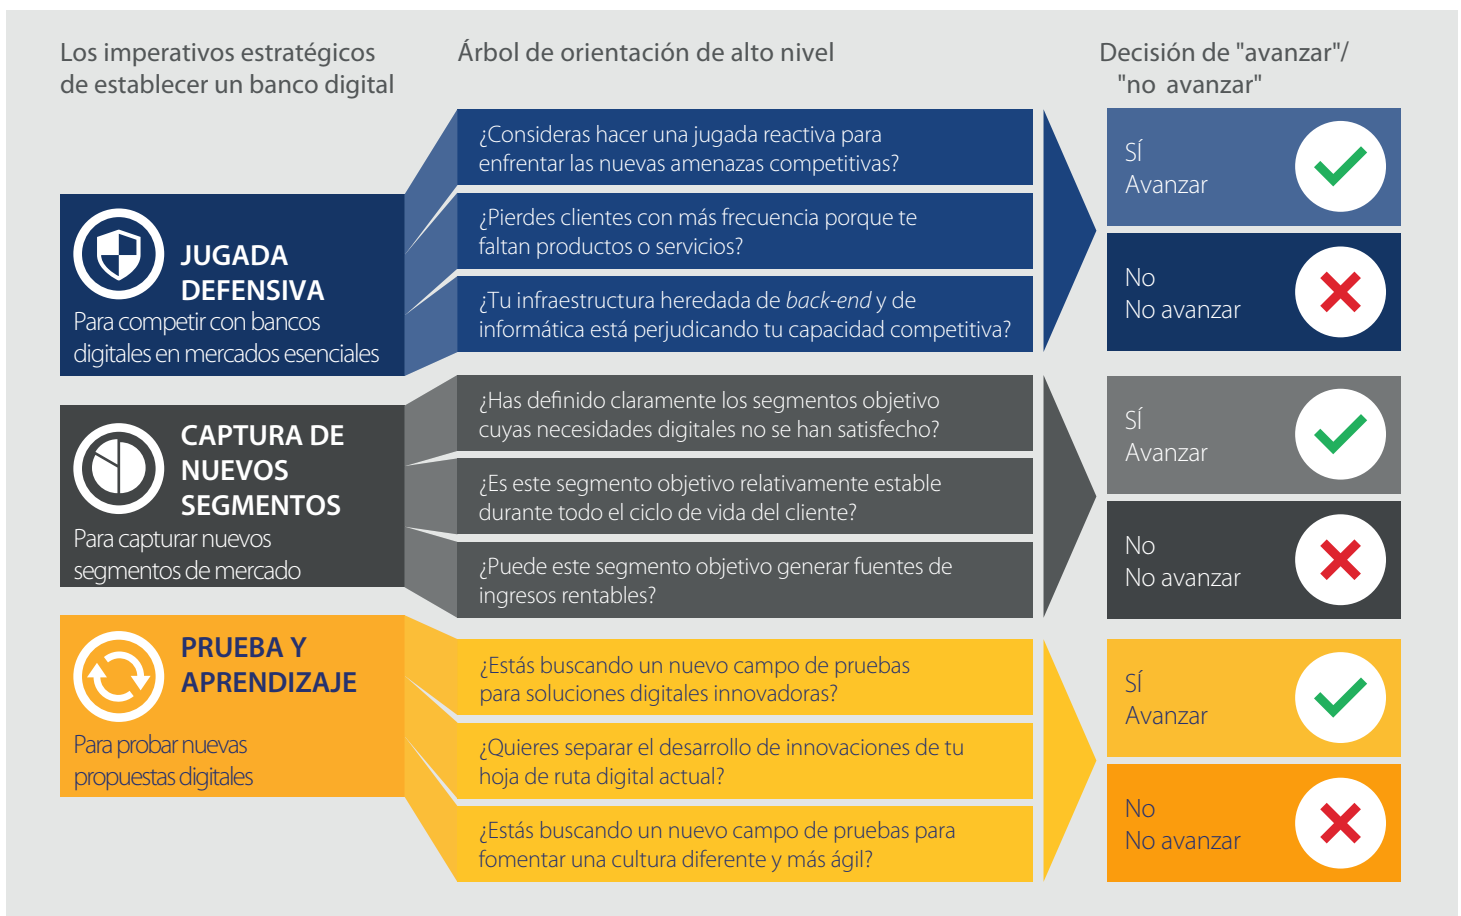 Los imperativos estratégicos
de establecer un banco digital
Árbol de orientación de alto nivel
Decisión de "avanzar"/
"no avanzar"
JUGADA
DEFENSIVA
Para competir con bancos
digitales en mercados esenciales
¿Consideras hacer una jugada reactiva para
enfrentar las nuevas amenazas competitivas?
¿Pierdes clientes con más frecuencia porque te
faltan productos o servicios?
¿Tu infraestructura heredada de back-end y de
informática está perjudicando tu capacidad competitiva?
SÍ
Avanzar
No
No avanzar
CAPTURA DE
NUEVOS
SEGMENTOS
Para capturar nuevos
segmentos de mercado
¿Has definido claramente los segmentos objetivo
cuyas necesidades digitales no se han satisfecho?
¿Es este segmento objetivo relativamente estable
durante todo el ciclo de vida del cliente?
¿Puede este segmento objetivo generar fuentes de
ingresos rentables?
SÍ
Avanzar
No
No avanzar
PRUEBA Y
APRENDIZAJE
Para probar nuevas
propuestas digitales
¿Estás buscando un nuevo campo de pruebas
para soluciones digitales innovadoras?
¿Quieres separar el desarrollo de innovaciones de tu
hoja de ruta digital actual?
¿Estás buscando un nuevo campo de pruebas para
fomentar una cultura diferente y más ágil?
SÍ
Avanzar
No
No avanzar